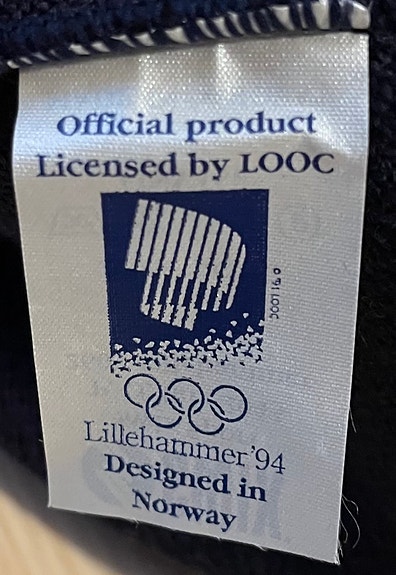 Official product
Licensed by LOOC
Lillehammer'94
Designed in
Norway